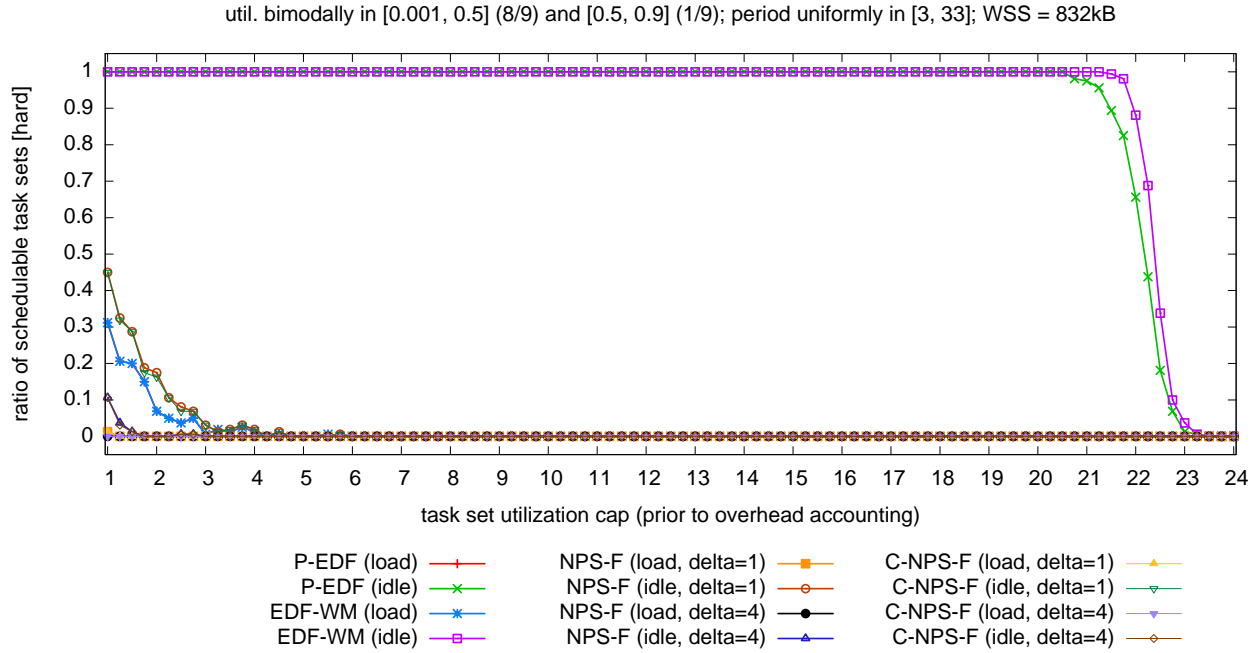 util. bimodally in [0.001, 0.5] (8/9) and [0.5, 0.9] (1/9); period uniformly in [3, 33]; WSS = 832kB
ratio of schedulable task sets [hard]
1
0.9
0.8
0.7
0.6
0.5
0.4
0.3
0.2
0.1
0
1 2 3 4 5 6 7 8 9 10 11 12 13 14 15 16 17 18 19 20 21 22 23 24
task set utilization cap (prior to overhead accounting)
P-EDF (load) NPS-F (load, delta=1) C-NPS-F (load, delta=1)
P-EDF (idle) NPS-F (idle, delta=1) C-NPS-F (idle, delta=1)
EDF-WM (load) NPS-F (load, delta=4) C-NPS-F (load, delta=4)
EDF-WM (idle) NPS-F (idle, delta=4) C-NPS-F (idle, delta=4)